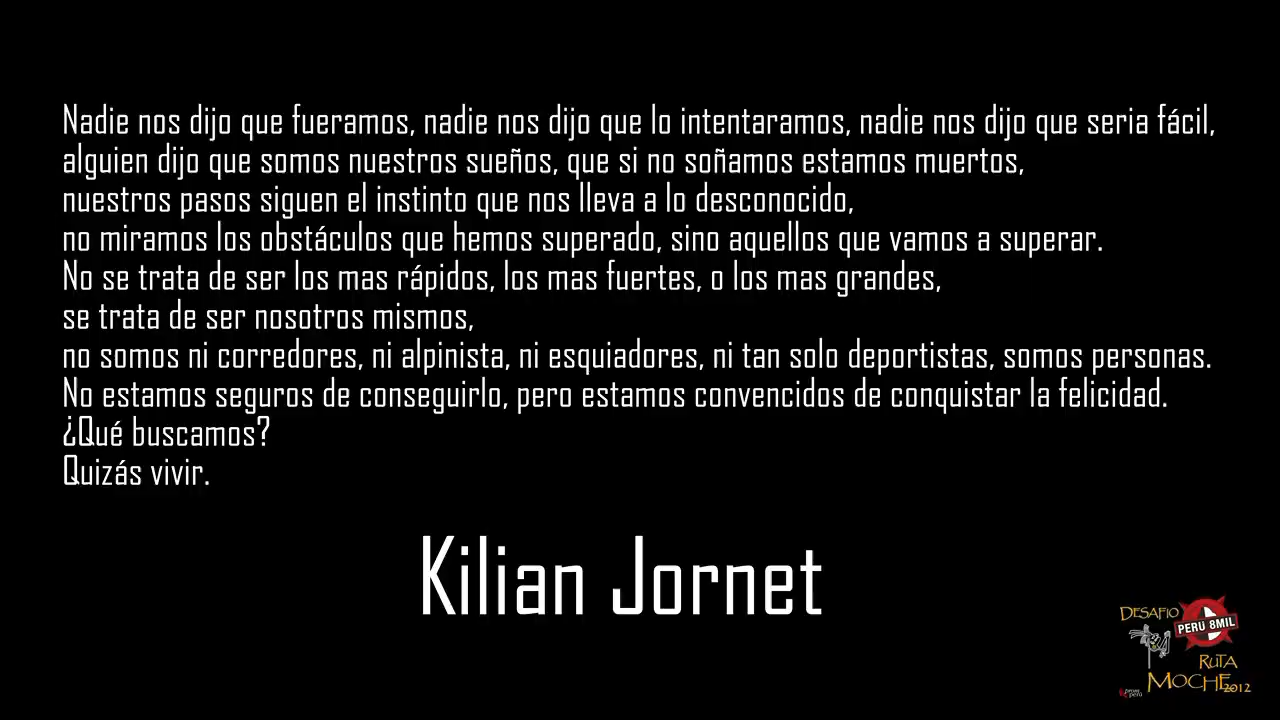 Nadie nos dijo que fueramos, nadie nos dijo que lo intentaramos, nadie nos dijo que seria fácil,
alguien dijo que somos nuestros sueños, que si no soñamos estamos muertos,
nuestros pasos siguen el instinto que nos lleva a lo desconocido,
no miramos los obstáculos que hemos superado, sino aquellos que vamos a superar.
No se trata de ser los mas rápidos, los mas fuertes, o los mas grandes,
se trata de ser nosotros mismos,
no somos ni corredores, ni alpinista, ni esquiadores, ni tan solo deportistas, somos personas.
No estamos seguros de conseguirlo, pero estamos convencidos de conquistar la felicidad.
¿Qué buscamos?
Quizás vivir.
Kilian Jornet
DESAFIO
PERÚ 8MIL
RUTA
MOCHE 2012